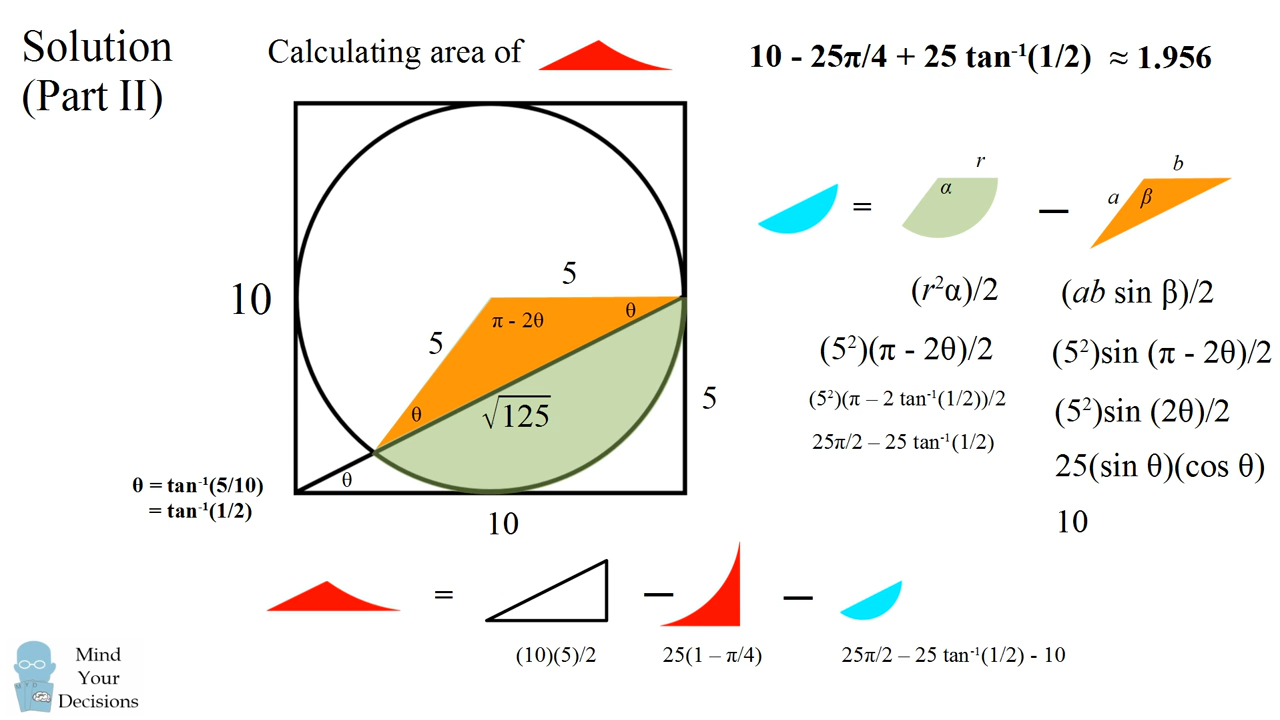 Solution
(Part II)
Calculating area of
10 - 25π/4 + 25 tan⁻¹(1/2) ≈ 1.956
r
α
b
a
β
=
—
(r²α)/2
(ab sin β)/2
(5²)(π - 2θ)/2
(5²)sin (π - 2θ)/2
(5²)(π – 2 tan⁻¹(1/2))/2
(5²)sin (2θ)/2
25π/2 – 25 tan⁻¹(1/2)
25(sin θ)(cos θ)
10
5
10
π - 2θ
θ
5
5
θ
√125
θ
θ = tan⁻¹(5/10)
= tan⁻¹(1/2)
10
= — —
(10)(5)/2
25(1 – π/4)
25π/2 – 25 tan⁻¹(1/2) - 10
Mind
Your
Decisions